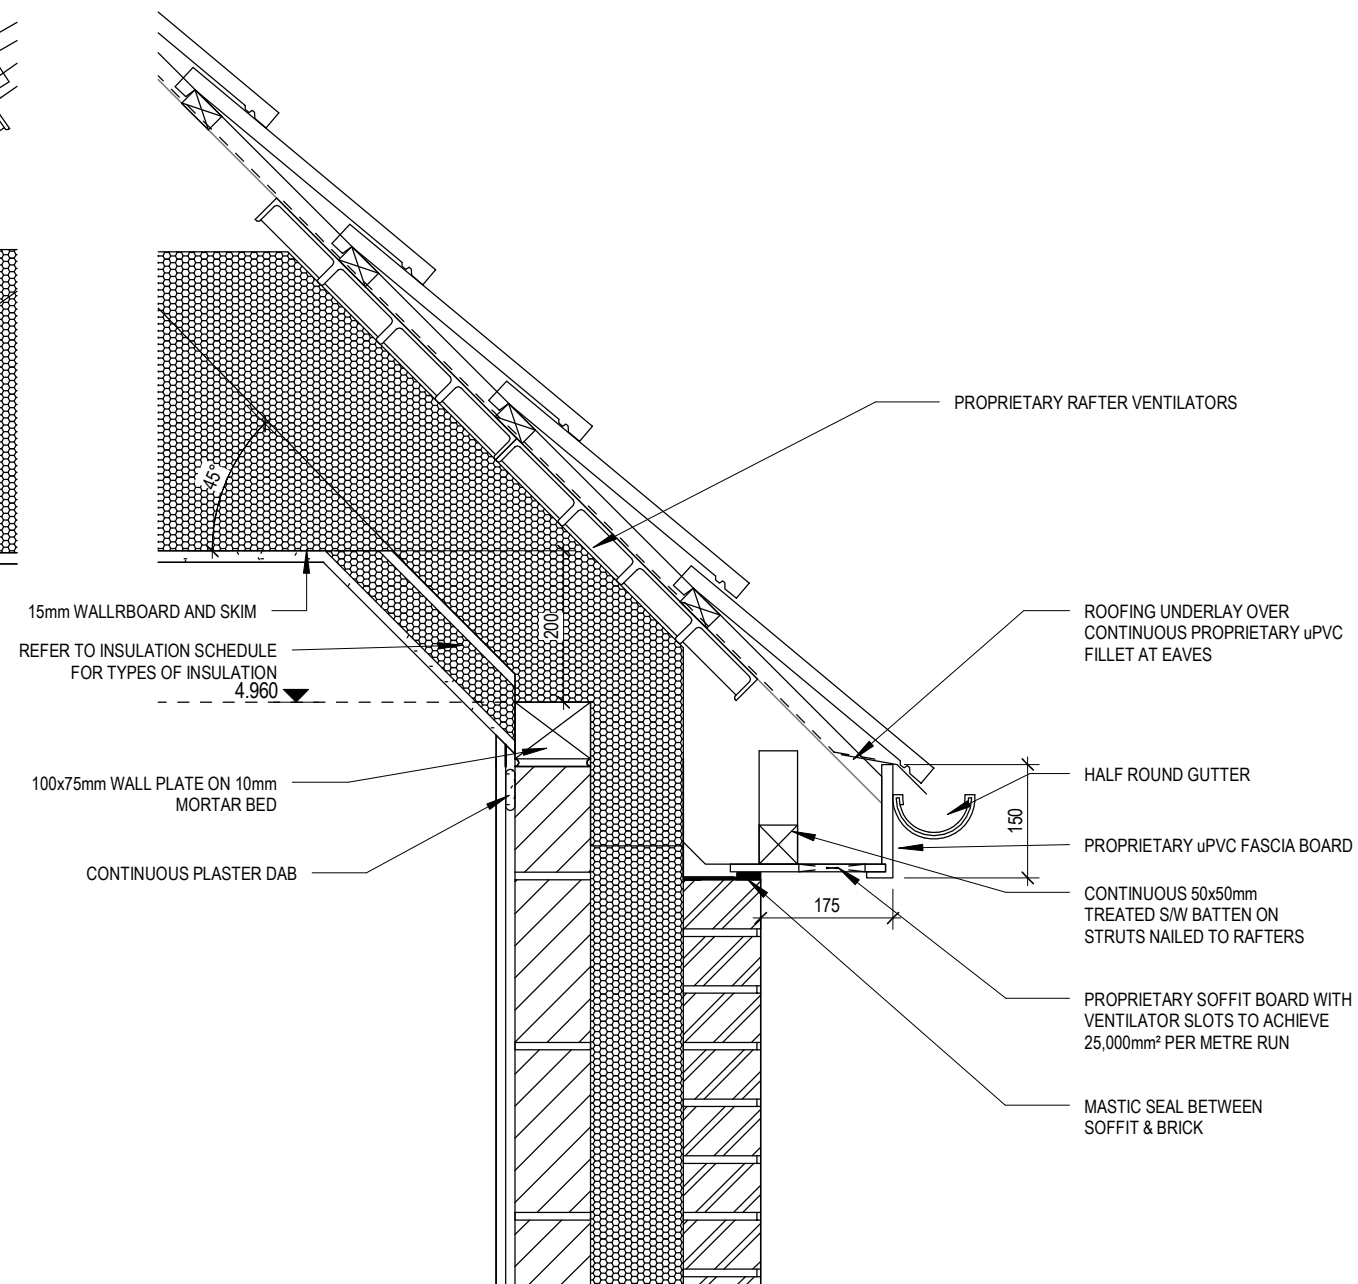 PROPRIETARY RAFTER VENTILATORS
45°
200
15mm WALLRBOARD AND SKIM
REFER TO INSULATION SCHEDULE
FOR TYPES OF INSULATION
4.960
100x75mm WALL PLATE ON 10mm
MORTAR BED
CONTINUOUS PLASTER DAB
ROOFING UNDERLAY OVER
CONTINUOUS PROPRIETARY uPVC
FILLET AT EAVES
HALF ROUND GUTTER
150
PROPRIETARY uPVC FASCIA BOARD
175
CONTINUOUS 50x50mm
TREATED S/W BATTEN ON
STRUTS NAILED TO RAFTERS
PROPRIETARY SOFFIT BOARD WITH
VENTILATOR SLOTS TO ACHIEVE
25,000mm² PER METRE RUN
MASTIC SEAL BETWEEN
SOFFIT & BRICK